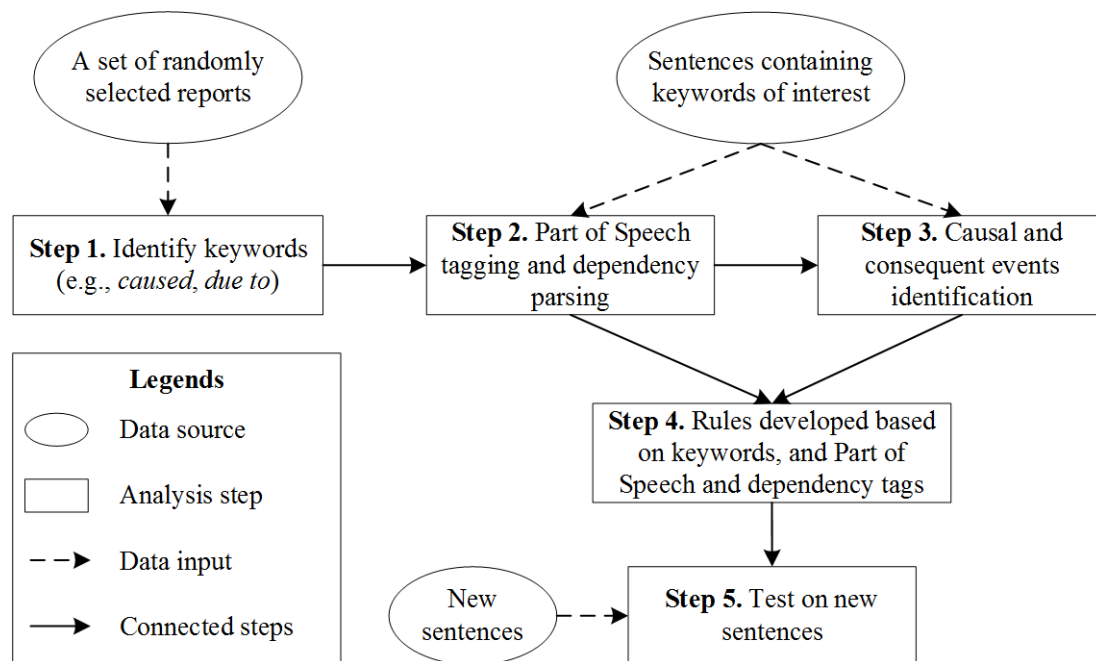 A set of randomly
selected reports
Sentences containing
keywords of interest
Step 1. Identify keywords
(e.g., caused, due to)
Step 2. Part of Speech
tagging and dependency
parsing
Step 3. Causal and
consequent events
identification
Legends
Data source
Analysis step
Data input
Connected steps
Step 4. Rules developed based
on keywords, and Part of
Speech and dependency tags
New
sentences
Step 5. Test on new
sentences